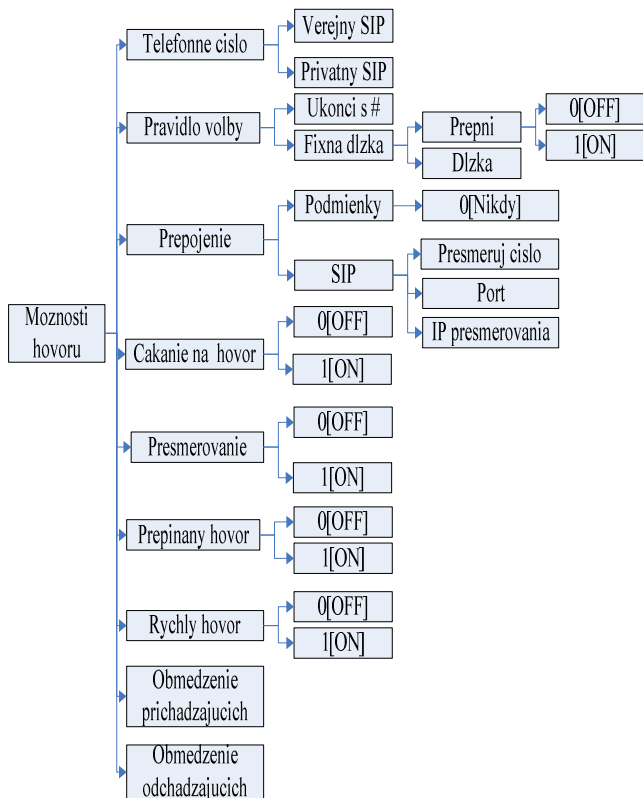 Moznosti
hovoru
Telefonne cislo
Verejny SIP
Privatny SIP
Pravidlo volby
Ukonci s #
Fixna dlzka
Prepni
0[OFF]
1[ON]
Dlzka
Prepojenie
Podmienky
0[Nikdy]
SIP
Presmeruj cislo
Port
IP presmerovania
Cakanie na hovor
0[OFF]
1[ON]
Presmerovanie
0[OFF]
1[ON]
Prepinany hovor
0[OFF]
1[ON]
Rychly hovor
0[OFF]
1[ON]
Obmedzenie
prichadzajucich
Obmedzenie
odchadzajucich